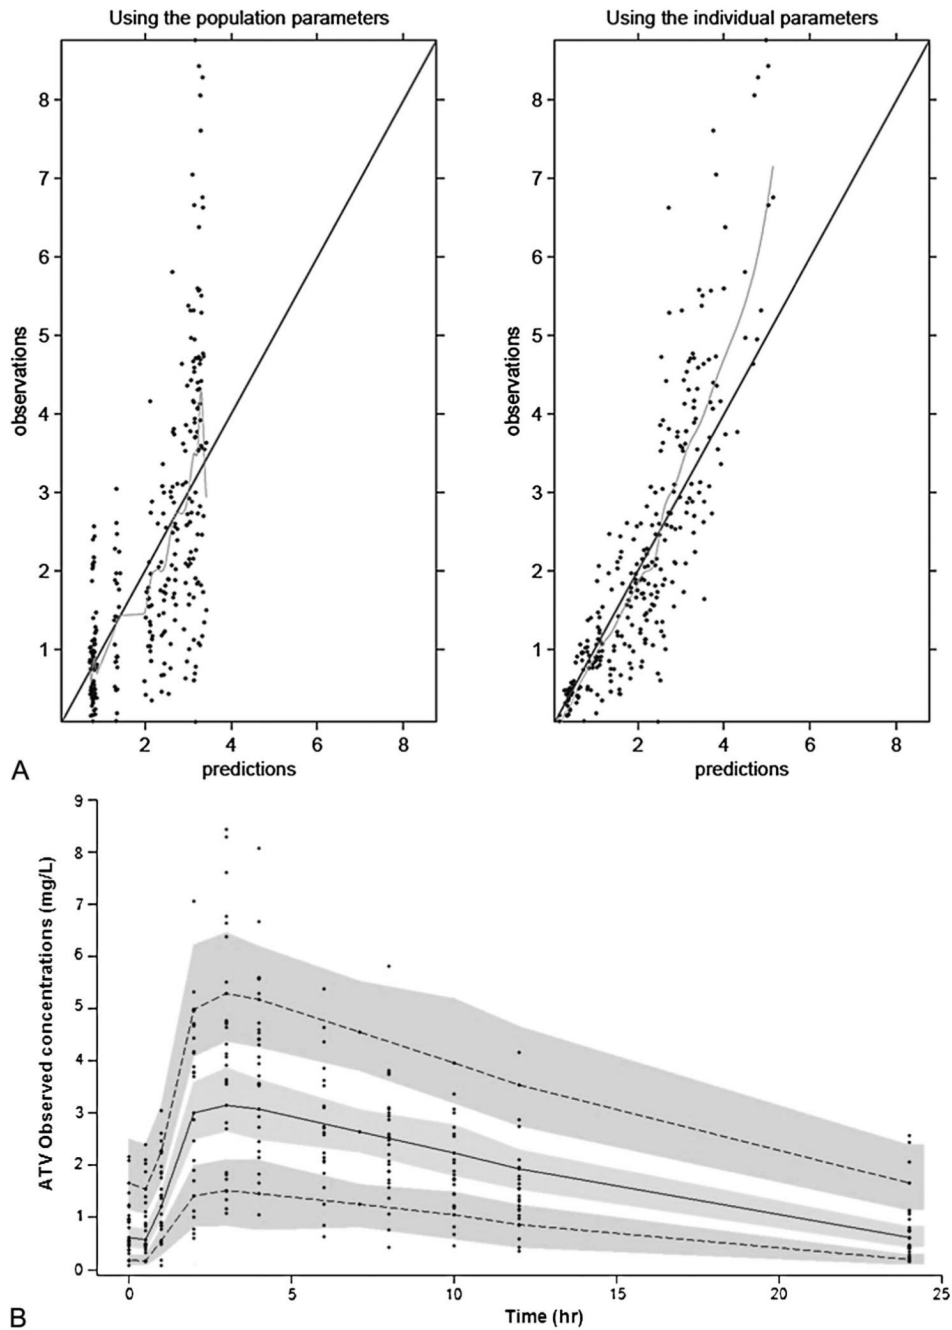 Using the population parameters
Using the individual parameters
8
7
6
5
4
3
2
1
observations
2 4 6 8
predictions
8
7
6
5
4
3
2
1
observations
2 4 6 8
predictions
A
9
8
7
6
5
4
3
2
1
0
ATV Observed concentrations (mg/L)
0 5 10 15 20 25
Time (hr)
B